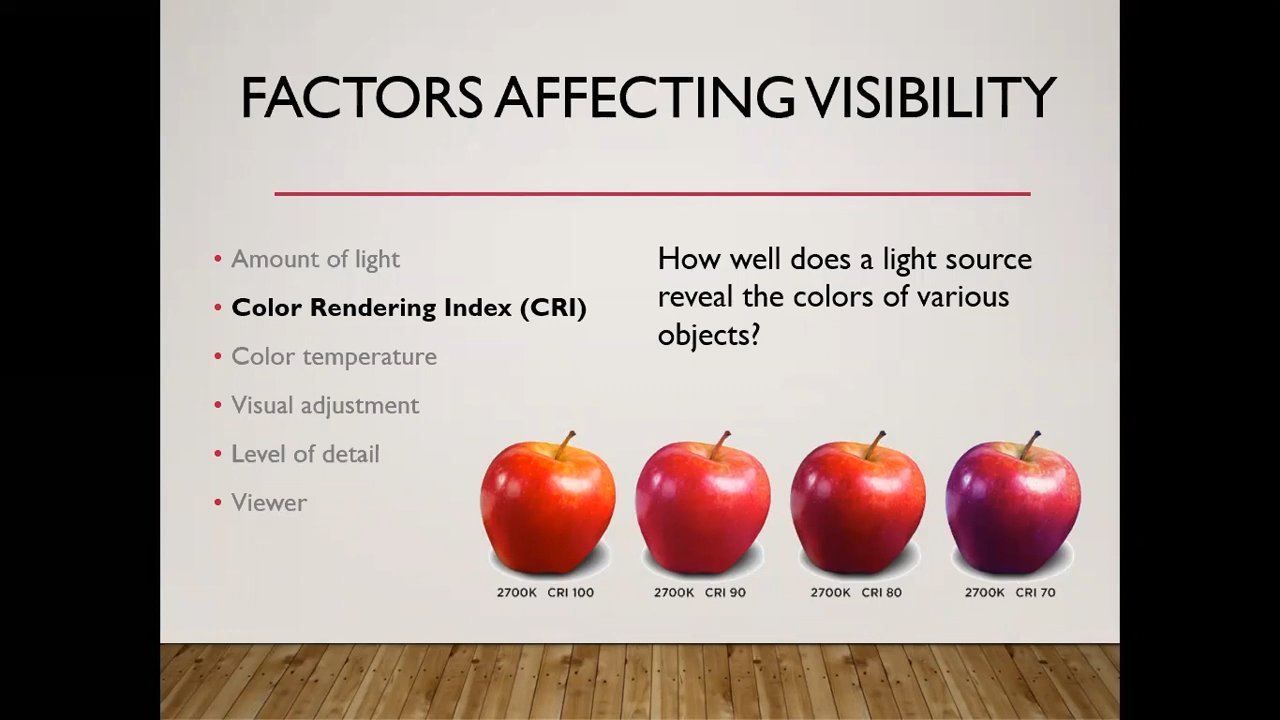 FACTORS AFFECTING VISIBILITY
• Amount of light
• Color Rendering Index (CRI)
• Color temperature
• Visual adjustment
• Level of detail
• Viewer
How well does a light source
reveal the colors of various
objects?
2700K CRI 100
2700K CRI 90
2700K CRI 80
2700K CRI 70